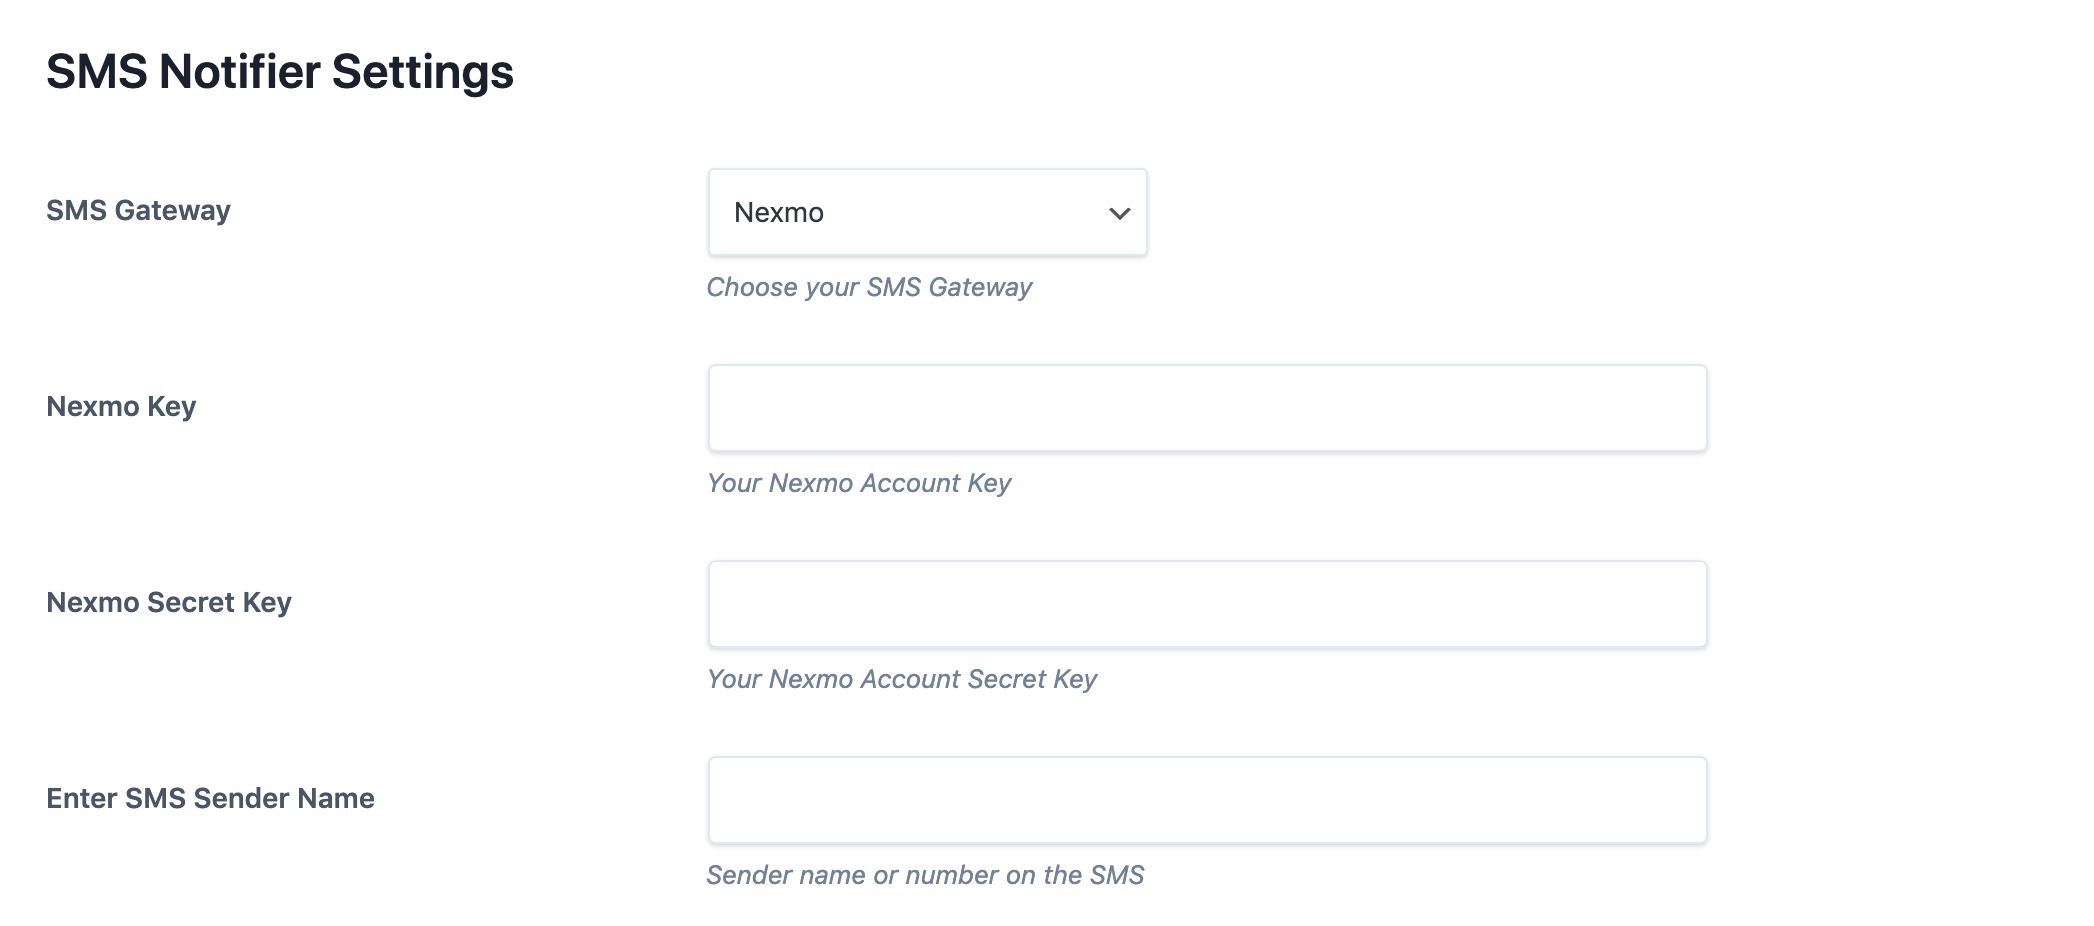 SMS Notifier Settings
SMS Gateway
Nexmo
Choose your SMS Gateway
Nexmo Key
Your Nexmo Account Key
Nexmo Secret Key
Your Nexmo Account Secret Key
Enter SMS Sender Name
Sender name or number on the SMS